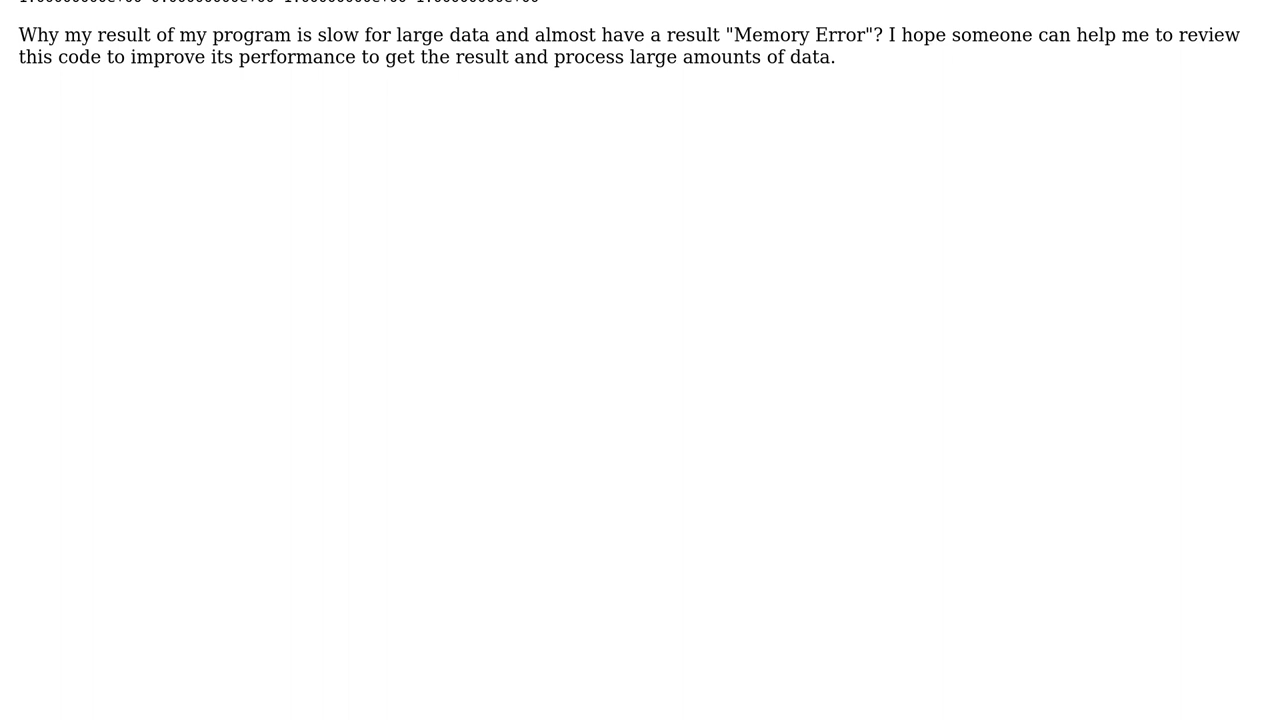 Why my result of my program is slow for large data and almost have a result "Memory Error"? I hope someone can help me to review
this code to improve its performance to get the result and process large amounts of data.